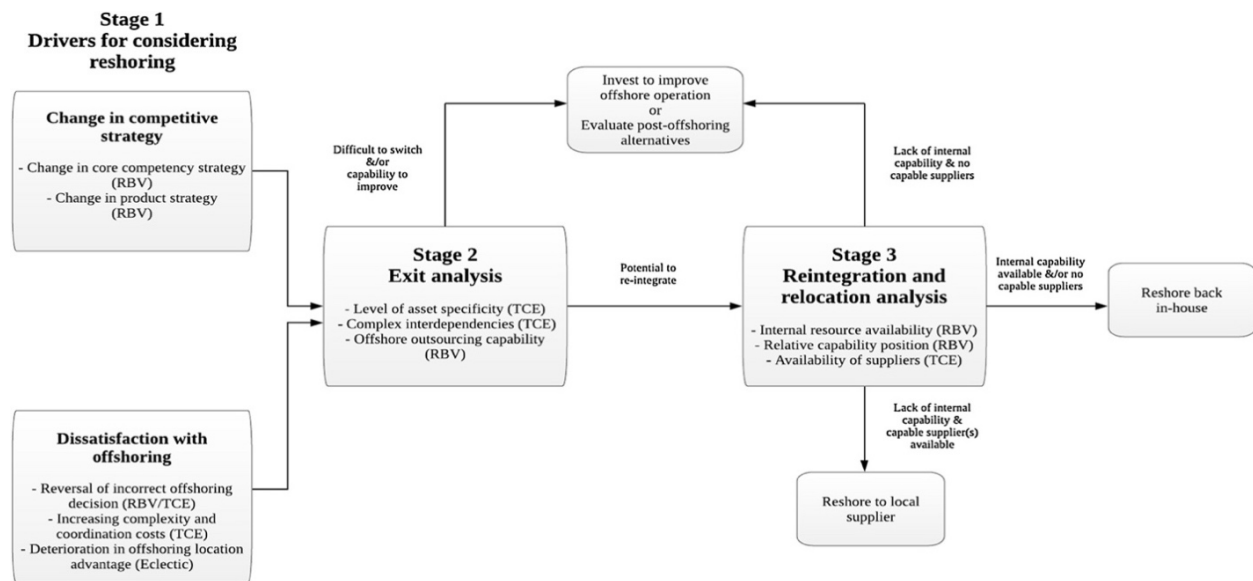 Stage 1
Drivers for considering
reshoring
Change in competitive
strategy
- Change in core competency strategy
(RBV)
- Change in product strategy
(RBV)
Dissatisfaction with
offshoring
- Reversal of incorrect offshoring
decision (RBV/TCE)
- Increasing complexity and
coordination costs (TCE)
- Deterioration in offshoring location
advantage (Eclectic)
Difficult to switch
&/or
capability to
improve
Invest to improve
offshore operation
or
Evaluate post-offshoring
alternatives
Lack of internal
capability & no
capable suppliers
Stage 2
Exit analysis
- Level of asset specificity (TCE)
- Complex interdependencies (TCE)
- Offshore outsourcing capability
(RBV)
Potential to
re-integrate
Stage 3
Reintegration and
relocation analysis
- Internal resource availability (RBV)
- Relative capability position (RBV)
- Availability of suppliers (TCE)
Internal capability
available &/or no
capable suppliers
Reshore back
in-house
Lack of internal
capability &
capable supplier(s)
available
Reshore to local
supplier